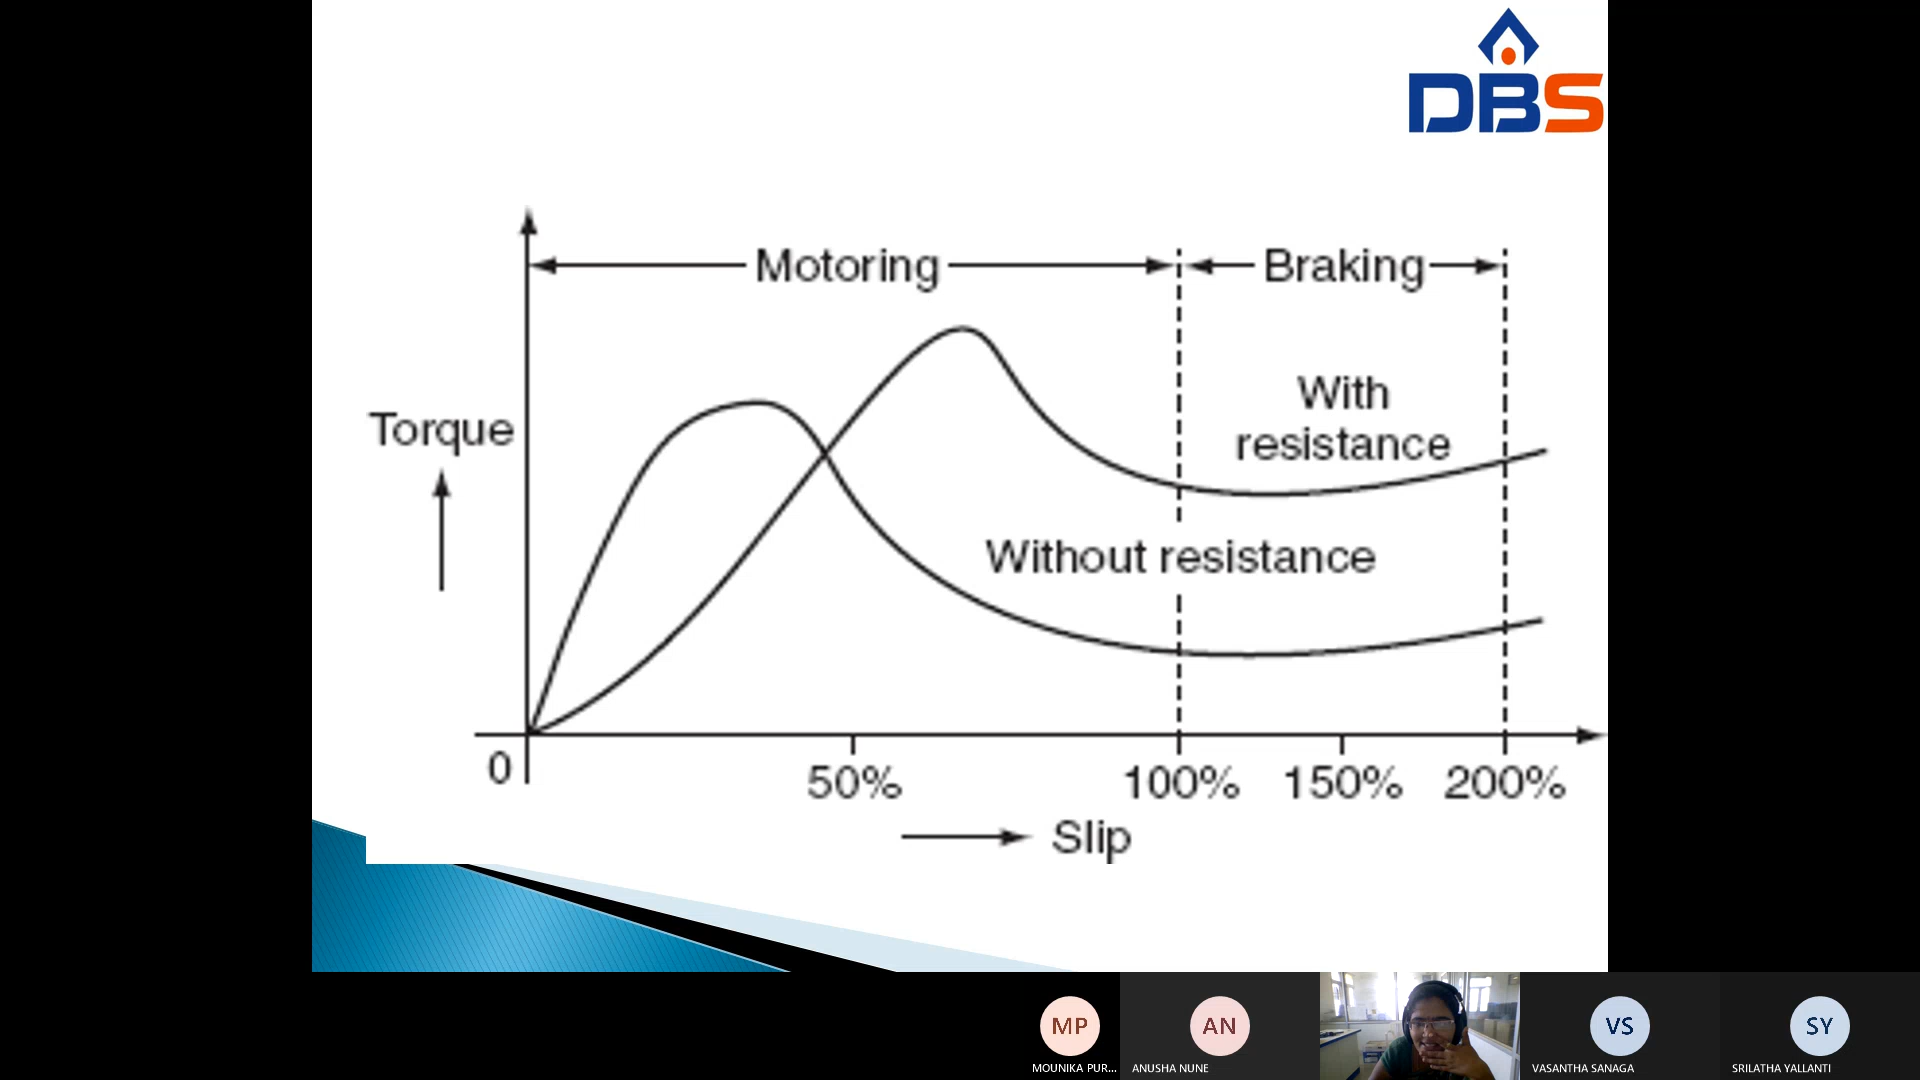 DBS
Motoring
Braking
With
resistance
Torque
Without resistance
0
50%
100%
150%
200%
Slip
MP
AN
VS
SY
MOUNIKA PUR...
ANUSHA NUNE
VASANTHA SANAGA
SRILATHA YALLANTI